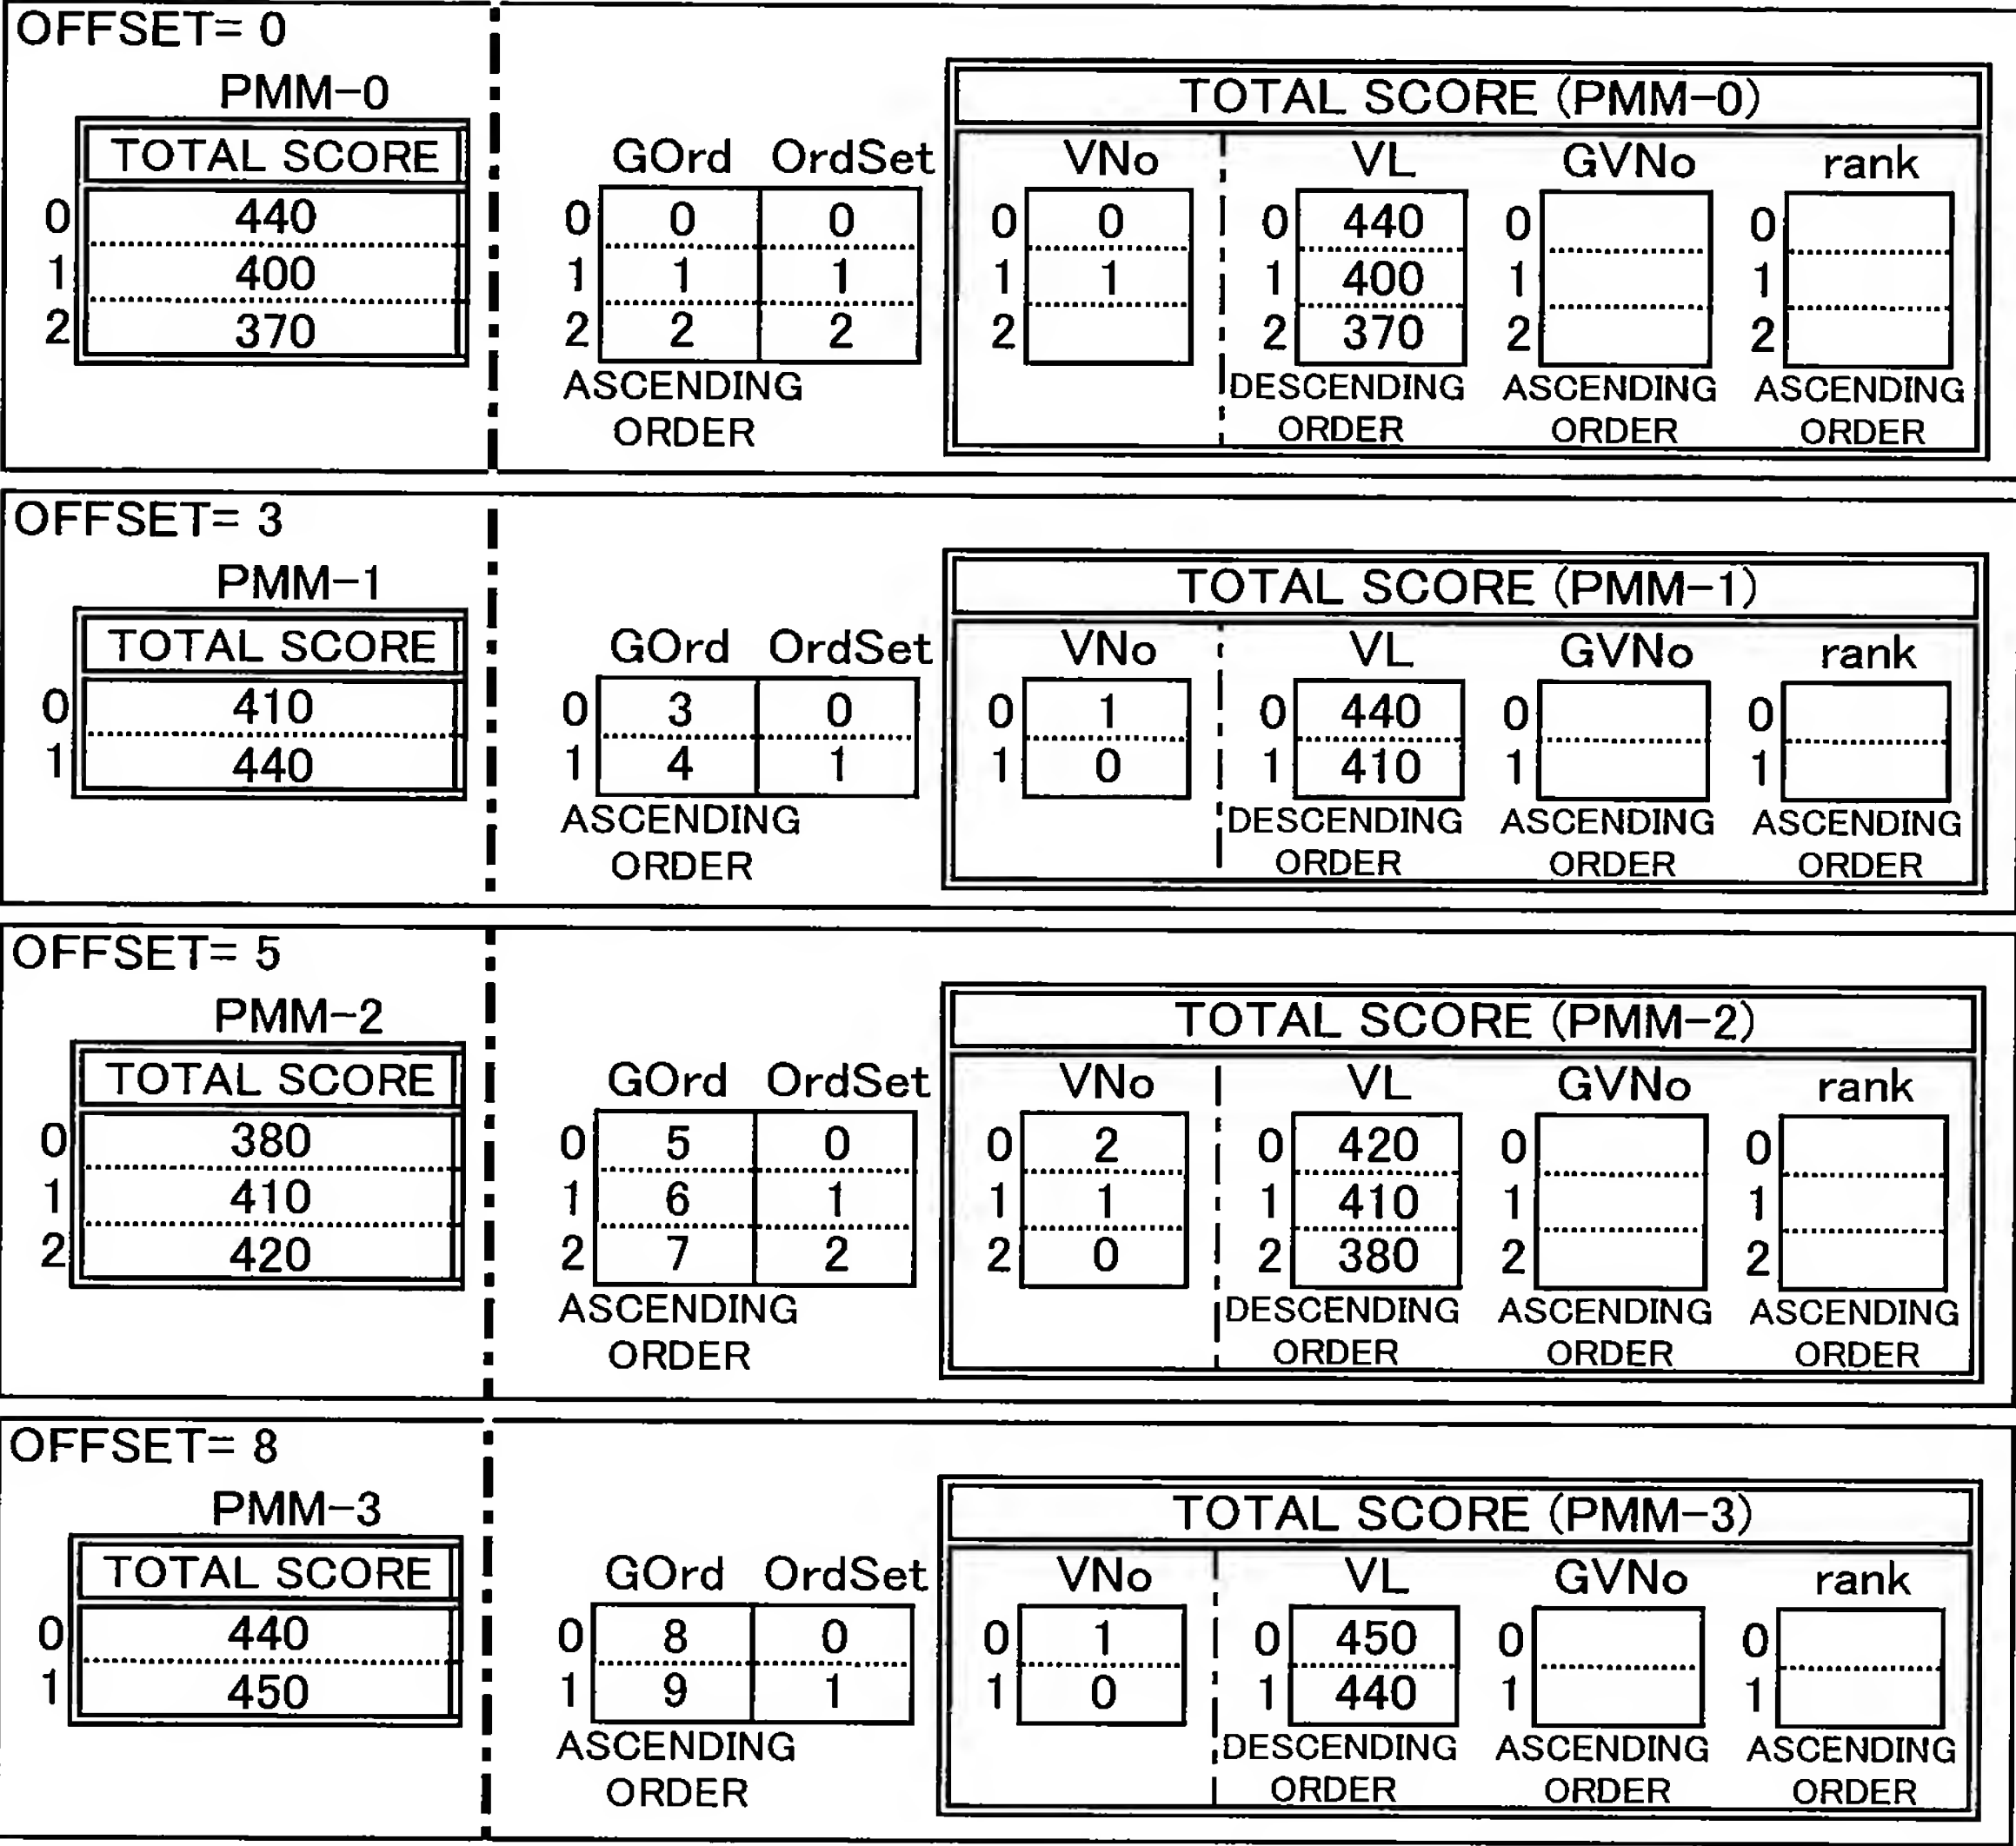 OFFSET= 0
PMM-0
TOTAL SCORE
0 440
1 400
2 370
GOrd OrdSet
0 0 0
1 1 1
2 2 2
ASCENDING
ORDER
TOTAL SCORE (PMM-0)
VNo VL GVNo rank
0 0 0 440 0 0
1 1 1 400 1 1
2 2 370 2 2
DESCENDING ASCENDING ASCENDING
ORDER ORDER ORDER
OFFSET= 3
PMM-1
TOTAL SCORE
0 410
1 440
GOrd OrdSet
0 3 0
1 4 1
ASCENDING
ORDER
TOTAL SCORE (PMM-1)
VNo VL GVNo rank
0 1 0 440 0 0
1 0 1 410 1 1
DESCENDING ASCENDING ASCENDING
ORDER ORDER ORDER
OFFSET= 5
PMM-2
TOTAL SCORE
0 380
1 410
2 420
GOrd OrdSet
0 5 0
1 6 1
2 7 2
ASCENDING
ORDER
TOTAL SCORE (PMM-2)
VNo VL GVNo rank
0 2 0 420 0 0
1 1 1 410 1 1
2 0 2 380 2 2
DESCENDING ASCENDING ASCENDING
ORDER ORDER ORDER
OFFSET= 8
PMM-3
TOTAL SCORE
0 440
1 450
GOrd OrdSet
0 8 0
1 9 1
ASCENDING
ORDER
TOTAL SCORE (PMM-3)
VNo VL GVNo rank
0 1 0 450 0 0
1 0 1 440 1 1
DESCENDING ASCENDING ASCENDING
ORDER ORDER ORDER